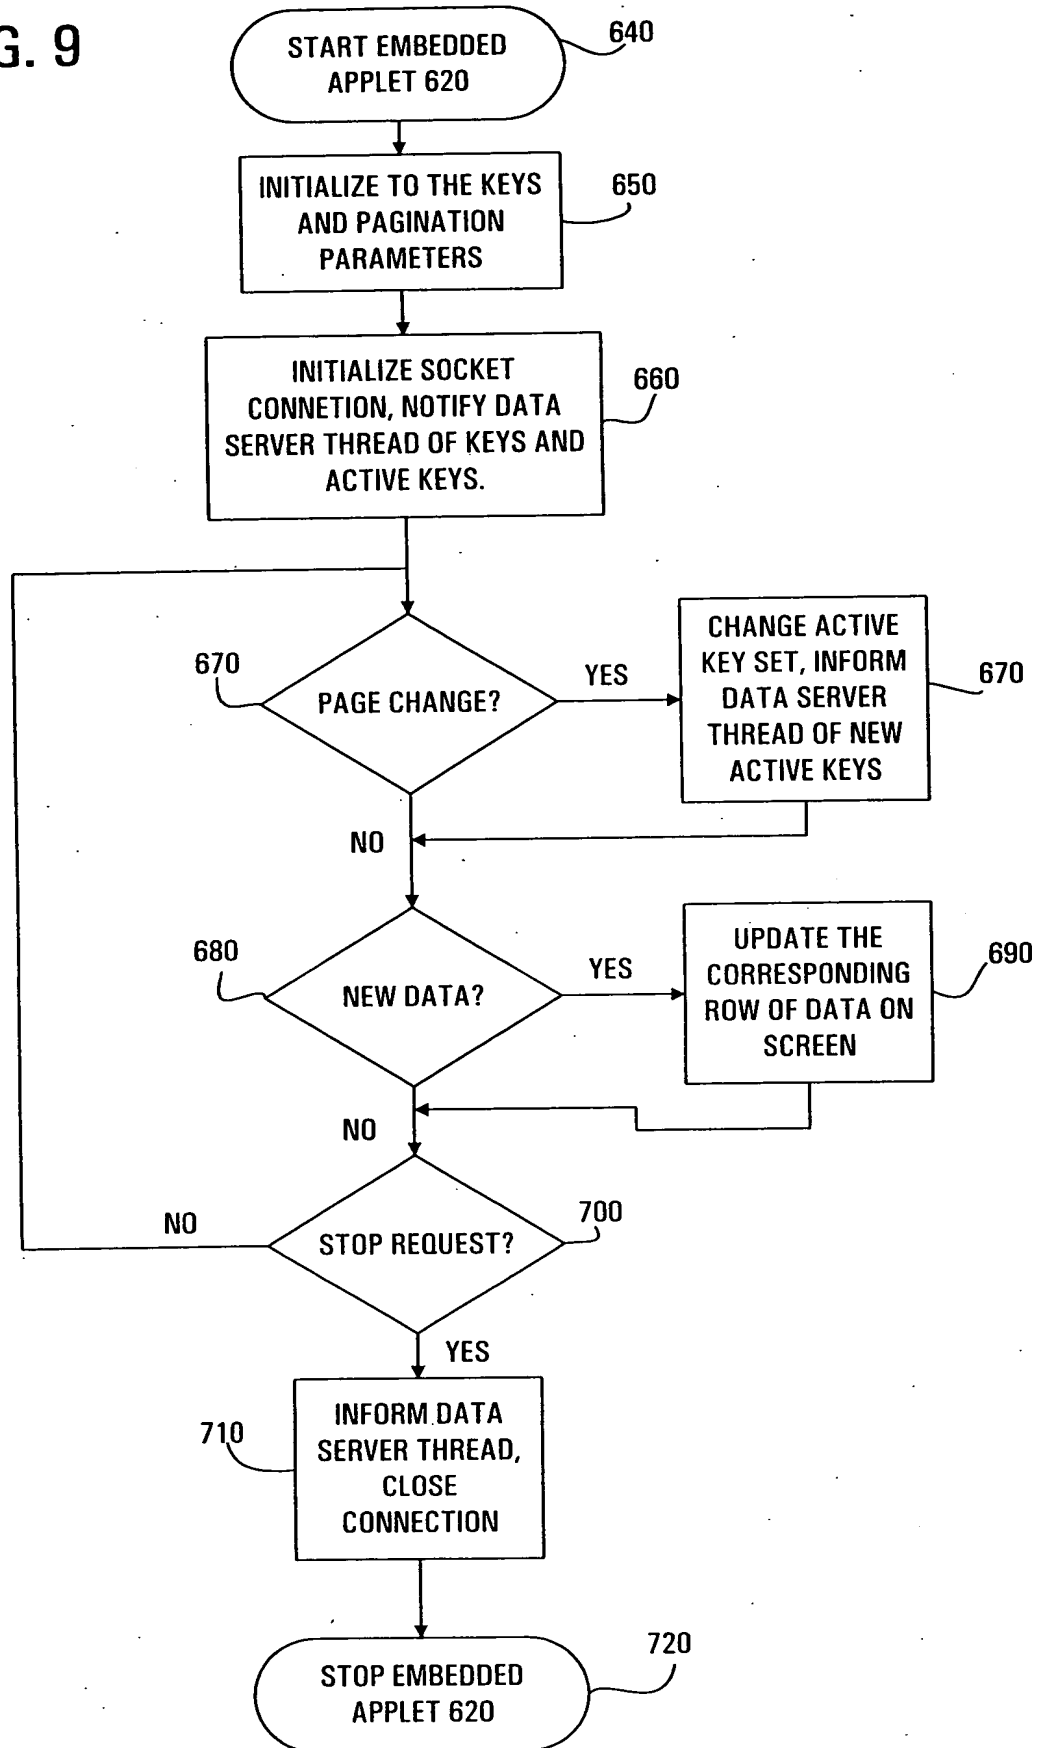 G. 9
START EMBEDDED
APPLET 620
640
INITIALIZE TO THE KEYS
AND PAGINATION
PARAMETERS
650
INITIALIZE SOCKET
CONNETION, NOTIFY DATA
SERVER THREAD OF KEYS AND
ACTIVE KEYS.
660
670
PAGE CHANGE?
YES
CHANGE ACTIVE
KEY SET, INFORM
DATA SERVER
THREAD OF NEW
ACTIVE KEYS
670
NO
680
NEW DATA?
YES
UPDATE THE
CORRESPONDING
ROW OF DATA ON
SCREEN
690
NO
NO
STOP REQUEST?
700
YES
710
INFORM DATA
SERVER THREAD,
CLOSE
CONNECTION
STOP EMBEDDED
APPLET 620
720